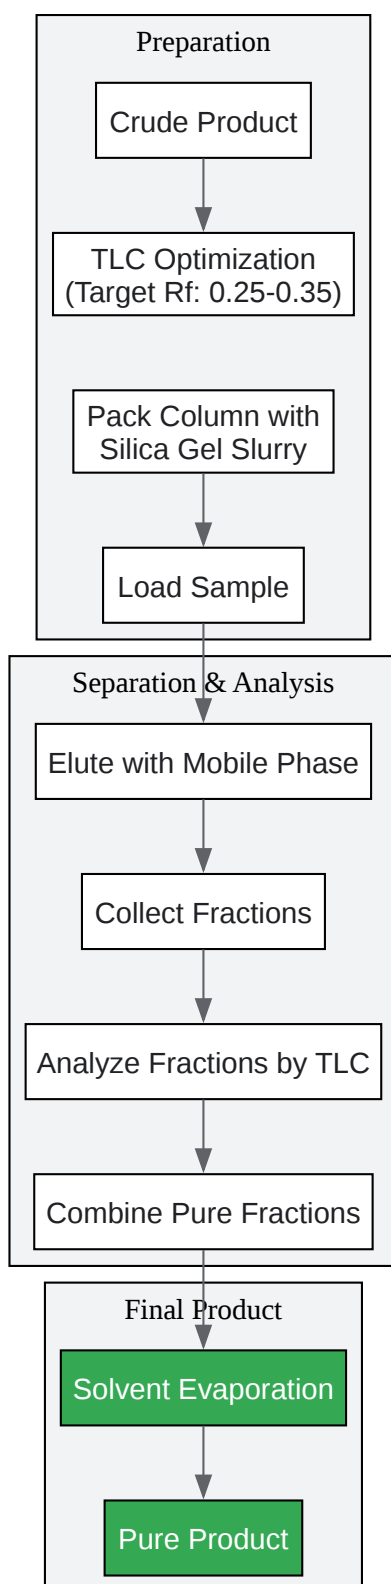 Preparation
Crude Product
TLC Optimization
(Target Rf: 0.25-0.35)
Pack Column with
Silica Gel Slurry
Load Sample
Separation & Analysis
Elute with Mobile Phase
Collect Fractions
Analyze Fractions by TLC
Combine Pure Fractions
Final Product
Solvent Evaporation
Pure Product